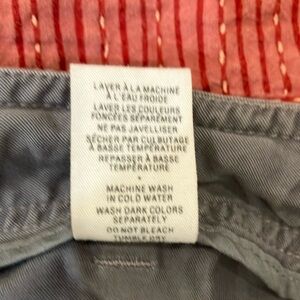 LAVER À LA MACHINE
À L'EAU FROIDE
LAVER LES COULEURS
FONCÉES SÉPARÉMENT
NE PAS JAVELLISER
SÉCHER PAR CULBUTAGE
À BASSE TEMPÉRATURE
REPASSER À BASSE
TEMPÉRATURE
•
MACHINE WASH
IN COLD WATER
WASH DARK COLORS
SEPARATELY
DO NOT BLEACH
TUMBLE DRY